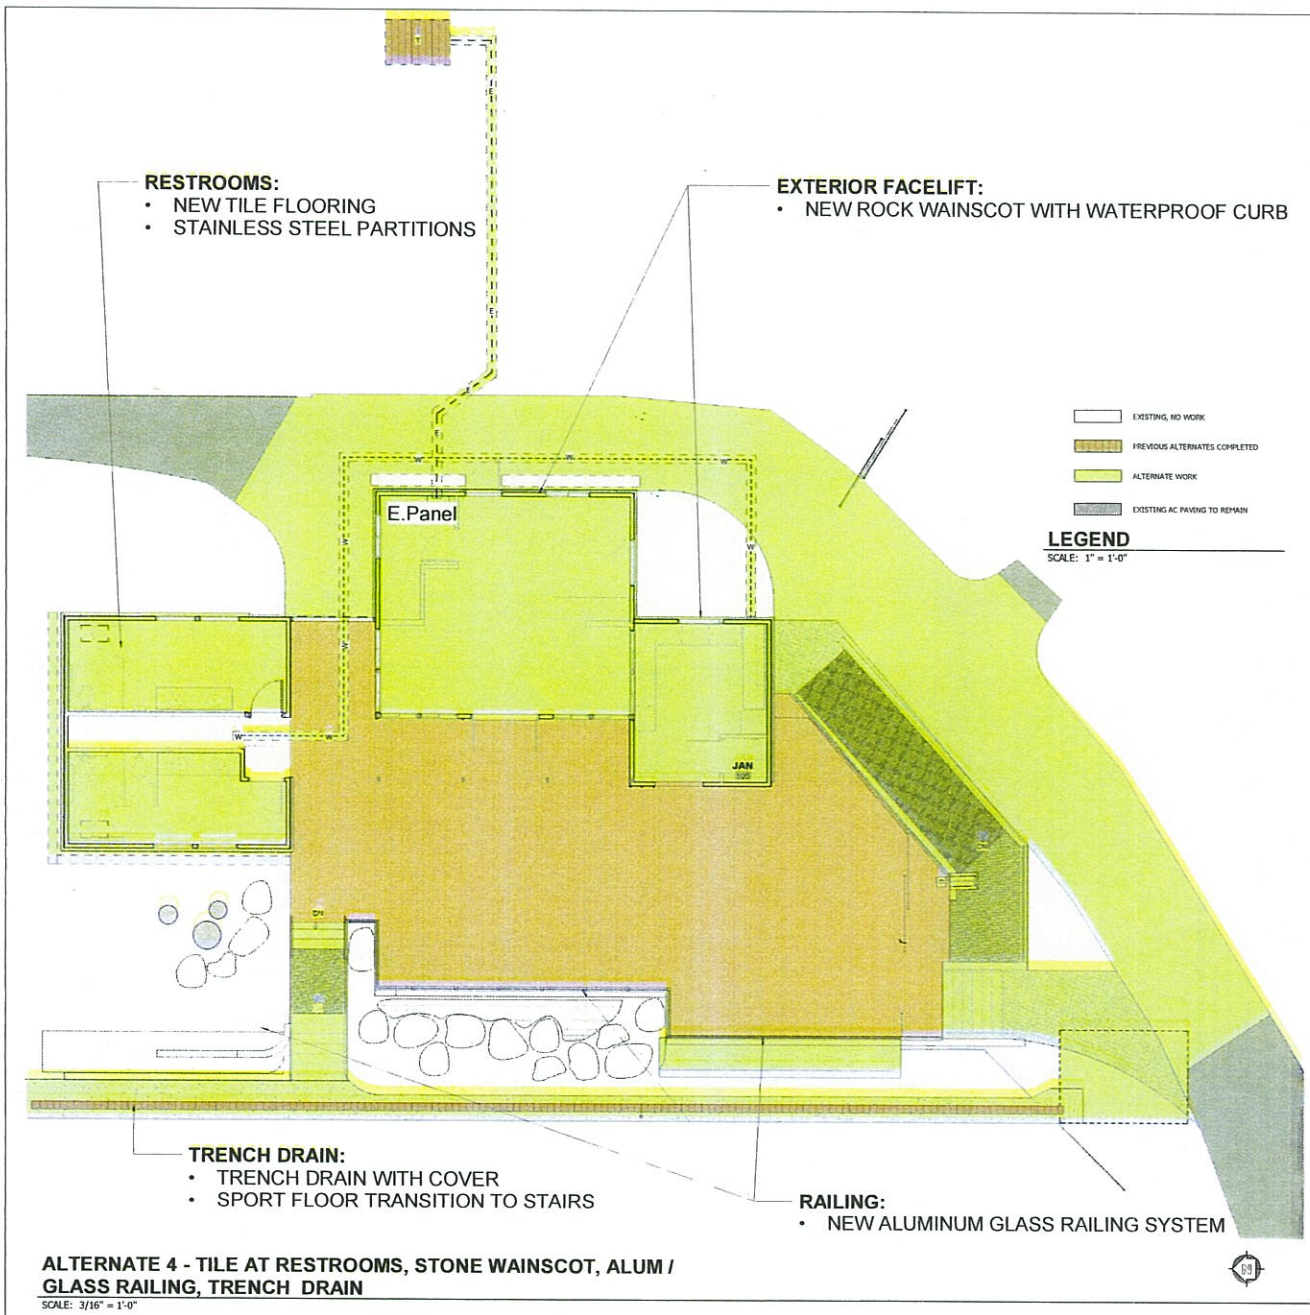 T
E
RESTROOMS:
• NEW TILE FLOORING
• STAINLESS STEEL PARTITIONS
EXTERIOR FACELIFT:
• NEW ROCK WAINSCOT WITH WATERPROOF CURB
E
E
E
W
W
W
E.Panel
W
W
W
W
W
EXISTING, NO WORK
PREVIOUS ALTERNATES COMPLETED
ALTERNATE WORK
EXISTING AC PAVING TO REMAIN
LEGEND
SCALE: 1" = 1'-0"
JAN
105
DN
TRENCH DRAIN:
• TRENCH DRAIN WITH COVER
• SPORT FLOOR TRANSITION TO STAIRS
RAILING:
• NEW ALUMINUM GLASS RAILING SYSTEM
ALTERNATE 4 - TILE AT RESTROOMS, STONE WAINSCOT, ALUM /
GLASS RAILING, TRENCH DRAIN
SCALE: 3/16" = 1'-0"
N